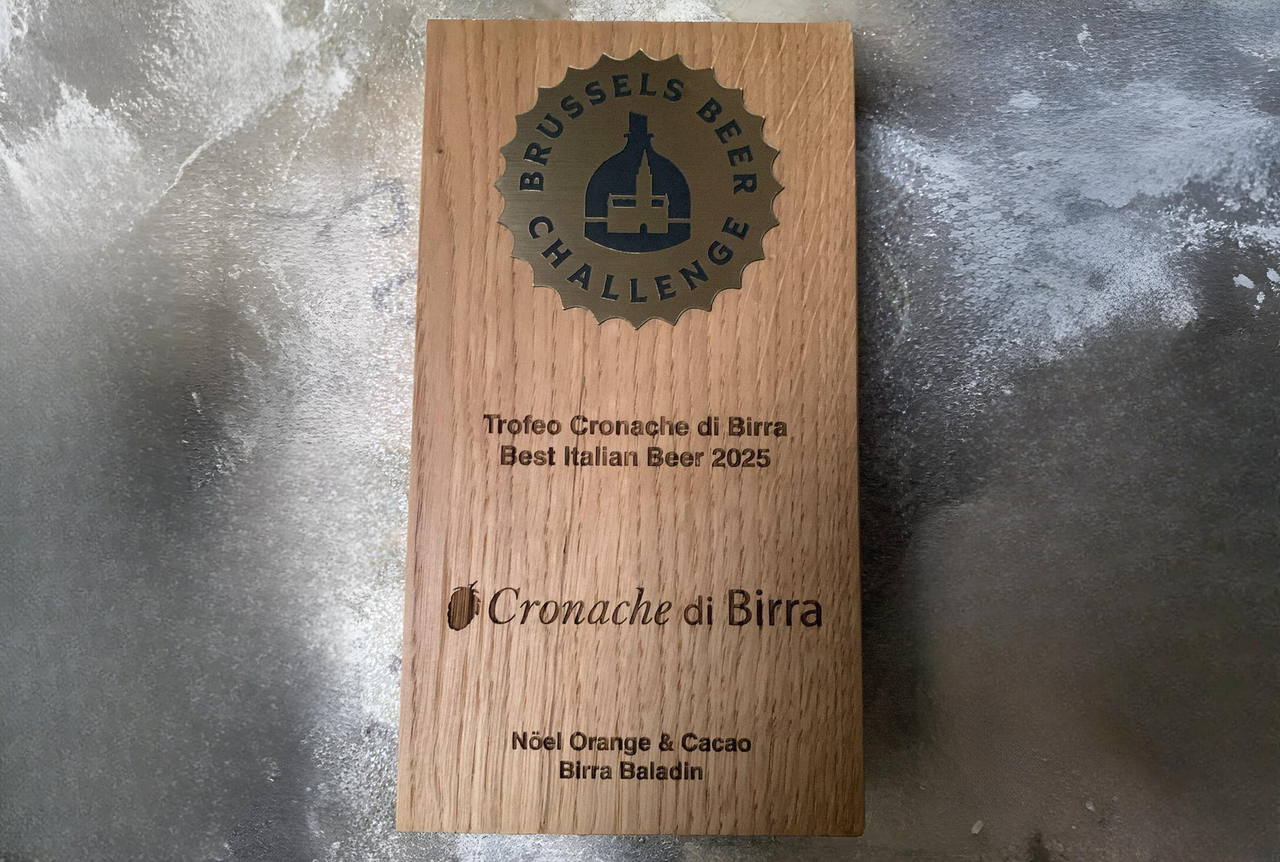 BRUSSELS BEER
CHALLENGE
Trofeo Cronache di Birra
Best Italian Beer 2025
Cronache di Birra
Nöel Orange & Cacao
Birra Baladin